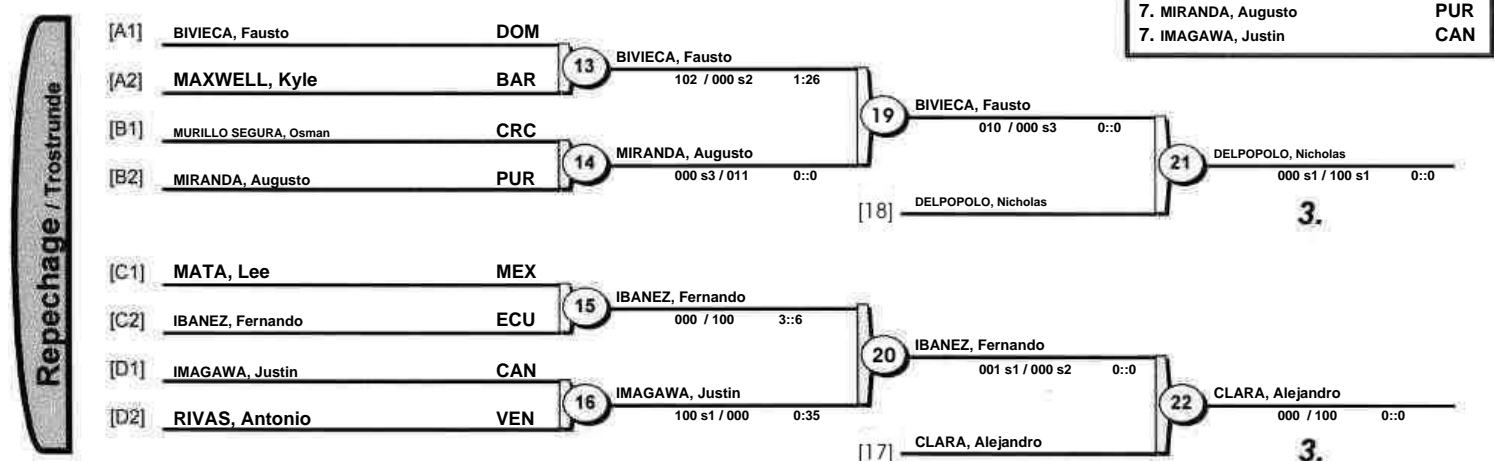 7. MIRANDA, Augusto PUR
7. IMAGAWA, Justin CAN
Repechage / Trostrunde
[A1] BIVIECA, Fausto DOM
[A2] MAXWELL, Kyle BAR
13
BIVIECA, Fausto
102 / 000 s2 1:26
[B1] MURILLO SEGURA, Osman CRC
[B2] MIRANDA, Augusto PUR
14
MIRANDA, Augusto
000 s3 / 011 0::0
19
BIVIECA, Fausto
010 / 000 s3 0::0
[18] DELPOPOLO, Nicholas
21
DELPOPOLO, Nicholas
000 s1 / 100 s1 0::0
3.
[C1] MATA, Lee MEX
[C2] IBANEZ, Fernando ECU
15
IBANEZ, Fernando
000 / 100 3::6
[D1] IMAGAWA, Justin CAN
[D2] RIVAS, Antonio VEN
16
IMAGAWA, Justin
100 s1 / 000 0:35
20
IBANEZ, Fernando
001 s1 / 000 s2 0::0
[17] CLARA, Alejandro
22
CLARA, Alejandro
000 / 100 0::0
3.